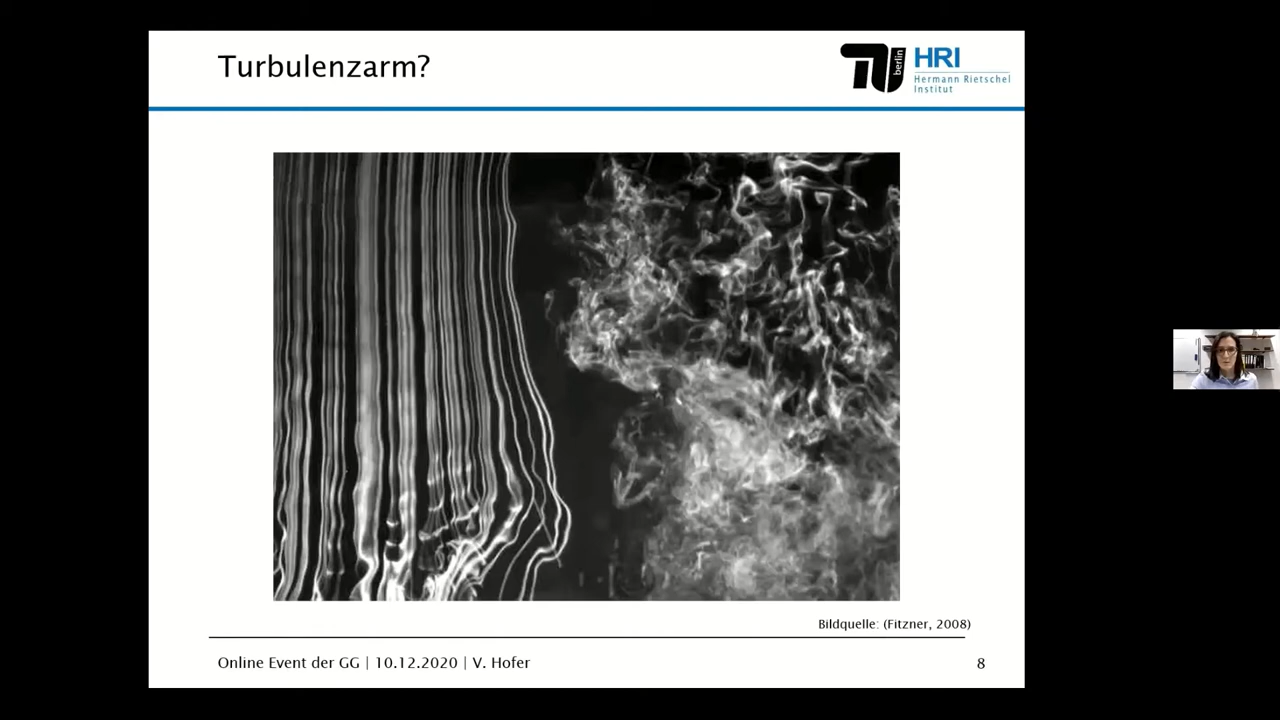 Turbulenzarm?
berlin
HRI
Hermann Rietschel
Institut
Bildquelle: (Fitzner, 2008)
Online Event der GG | 10.12.2020 | V. Hofer
8